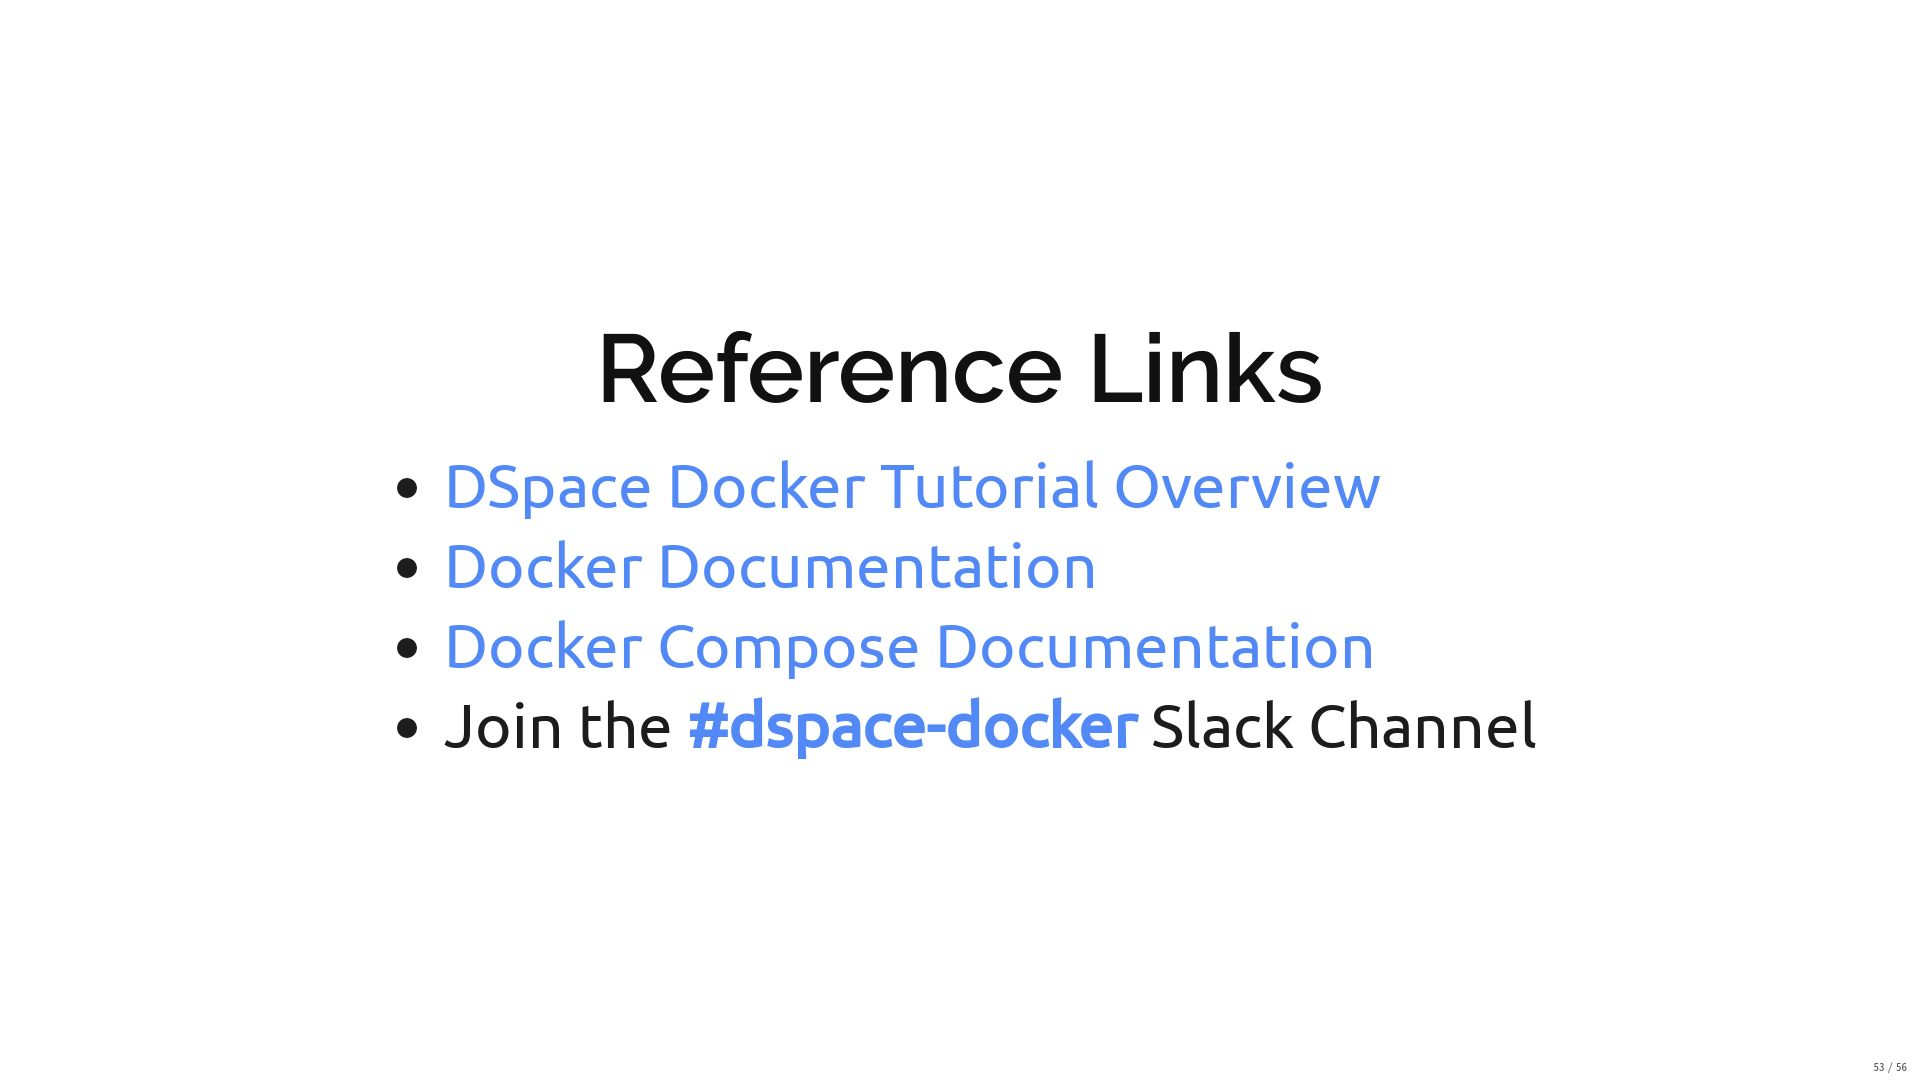 Reference Links
• DSpace Docker Tutorial Overview
• Docker Documentation
• Docker Compose Documentation
• Join the #dspace-docker Slack Channel
53 / 56